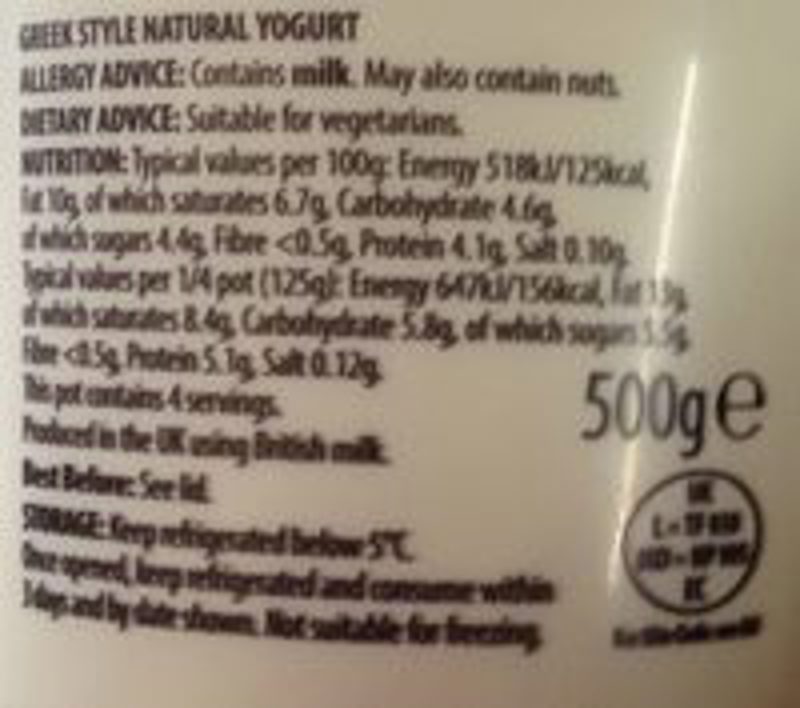 GREEK STYLE NATURAL YOGURT
ALLERGY ADVICE: Contains milk. May also contain nuts.
DIETARY ADVICE: Suitable for vegetarians.
NUTRITION: Typical values per 100g: Energy 518kJ/125kcal,
Fat 10g, of which saturates 6.7g, Carbohydrate 4.6g,
of which sugars 4.4g, Fibre <0.5g, Protein 4.1g, Salt 0.10g.
Typical values per 1/4 pot (125g): Energy 647kJ/156kcal, Fat 13g,
of which saturates 8.4g, Carbohydrate 5.8g, of which sugars 5.5g,
Fibre <0.5g, Protein 5.1g, Salt 0.12g.
This pot contains 4 servings.
Produced in the UK using British milk.
Best Before: See lid.
STORAGE: Keep refrigerated below 5°C.
Once opened, keep refrigerated and consume within
3 days and by date shown. Not suitable for freezing.
500g e
UK
EC